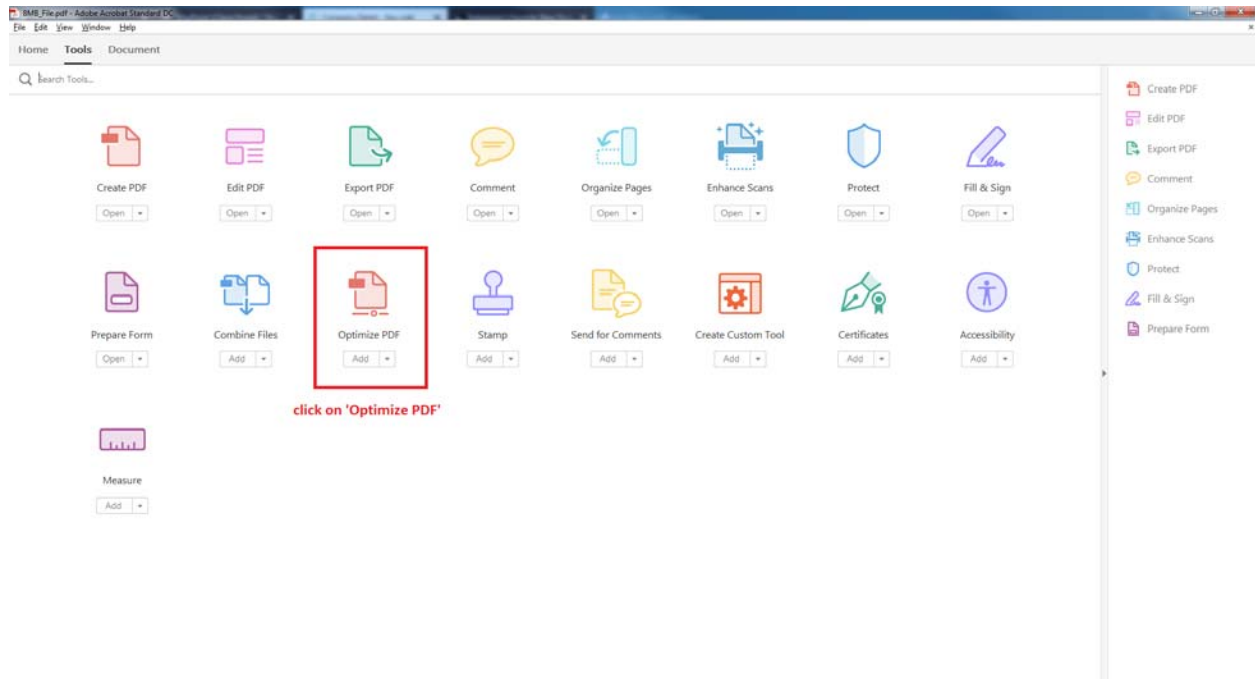 8MB_File.pdf - Adobe Acrobat Standard DC
File Edit View Window Help
Home Tools Document
Search Tools...
Create PDF Edit PDF Export PDF Comment Organize Pages Enhance Scans Protect Fill & Sign
Open Open Open Open Open Open Open Open
Prepare Form Combine Files Optimize PDF Stamp Send for Comments Create Custom Tool Certificates Accessibility
Open Add Add Add Add Add Add Add
click on 'Optimize PDF'
Measure
Add
Create PDF
Edit PDF
Export PDF
Comment
Organize Pages
Enhance Scans
Protect
Fill & Sign
Prepare Form